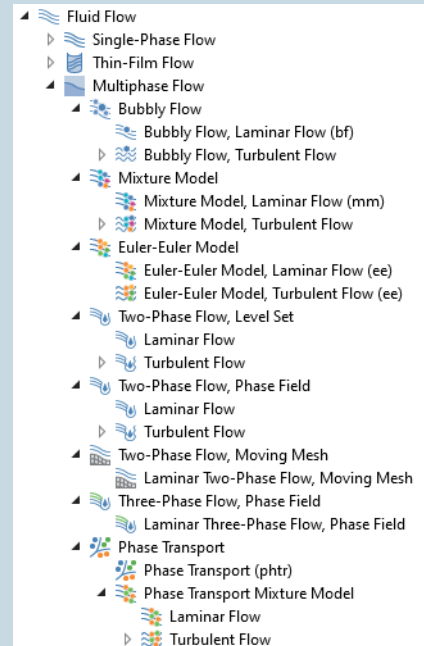 Fluid Flow
Single-Phase Flow
Thin-Film Flow
Multiphase Flow
Bubbly Flow
Bubbly Flow, Laminar Flow (bf)
Bubbly Flow, Turbulent Flow
Mixture Model
Mixture Model, Laminar Flow (mm)
Mixture Model, Turbulent Flow
Euler-Euler Model
Euler-Euler Model, Laminar Flow (ee)
Euler-Euler Model, Turbulent Flow (ee)
Two-Phase Flow, Level Set
Laminar Flow
Turbulent Flow
Two-Phase Flow, Phase Field
Laminar Flow
Turbulent Flow
Two-Phase Flow, Moving Mesh
Laminar Two-Phase Flow, Moving Mesh
Three-Phase Flow, Phase Field
Laminar Three-Phase Flow, Phase Field
Phase Transport
Phase Transport (phtr)
Phase Transport Mixture Model
Laminar Flow
Turbulent Flow